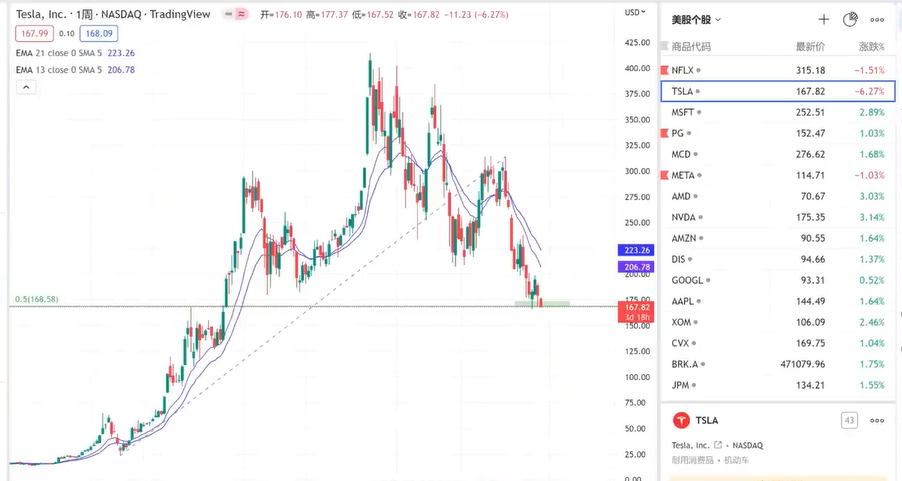 Tesla, Inc. · 1周 · NASDAQ · TradingView
开=176.10 高=177.37 低=167.52 收=167.82 −11.23 (−6.27%)
167.99 0.10 168.09
EMA 21 close 0 SMA 5 223.26
EMA 13 close 0 SMA 5 206.78
USD
425.00
400.00
375.00
350.00
325.00
300.00
275.00
250.00
223.26
206.78
200.00
175.00
0.5(168.58)
167.82
3d 18h
150.00
125.00
100.00
75.00
50.00
25.00
0.00
美股个股
商品代码 最新价 涨跌%
NFLX 315.18 −1.51%
TSLA 167.82 −6.27%
MSFT 252.51 2.89%
PG 152.47 1.03%
MCD 276.62 1.68%
META 114.71 −1.03%
AMD 70.67 3.03%
NVDA 175.35 3.14%
AMZN 90.55 1.64%
DIS 94.66 1.37%
GOOGL 93.31 0.52%
AAPL 144.49 1.64%
XOM 106.09 2.46%
CVX 169.75 1.04%
BRK.A 471079.96 1.75%
JPM 134.21 1.55%
TSLA 43
Tesla, Inc. · NASDAQ
耐用消费品 · 机动车